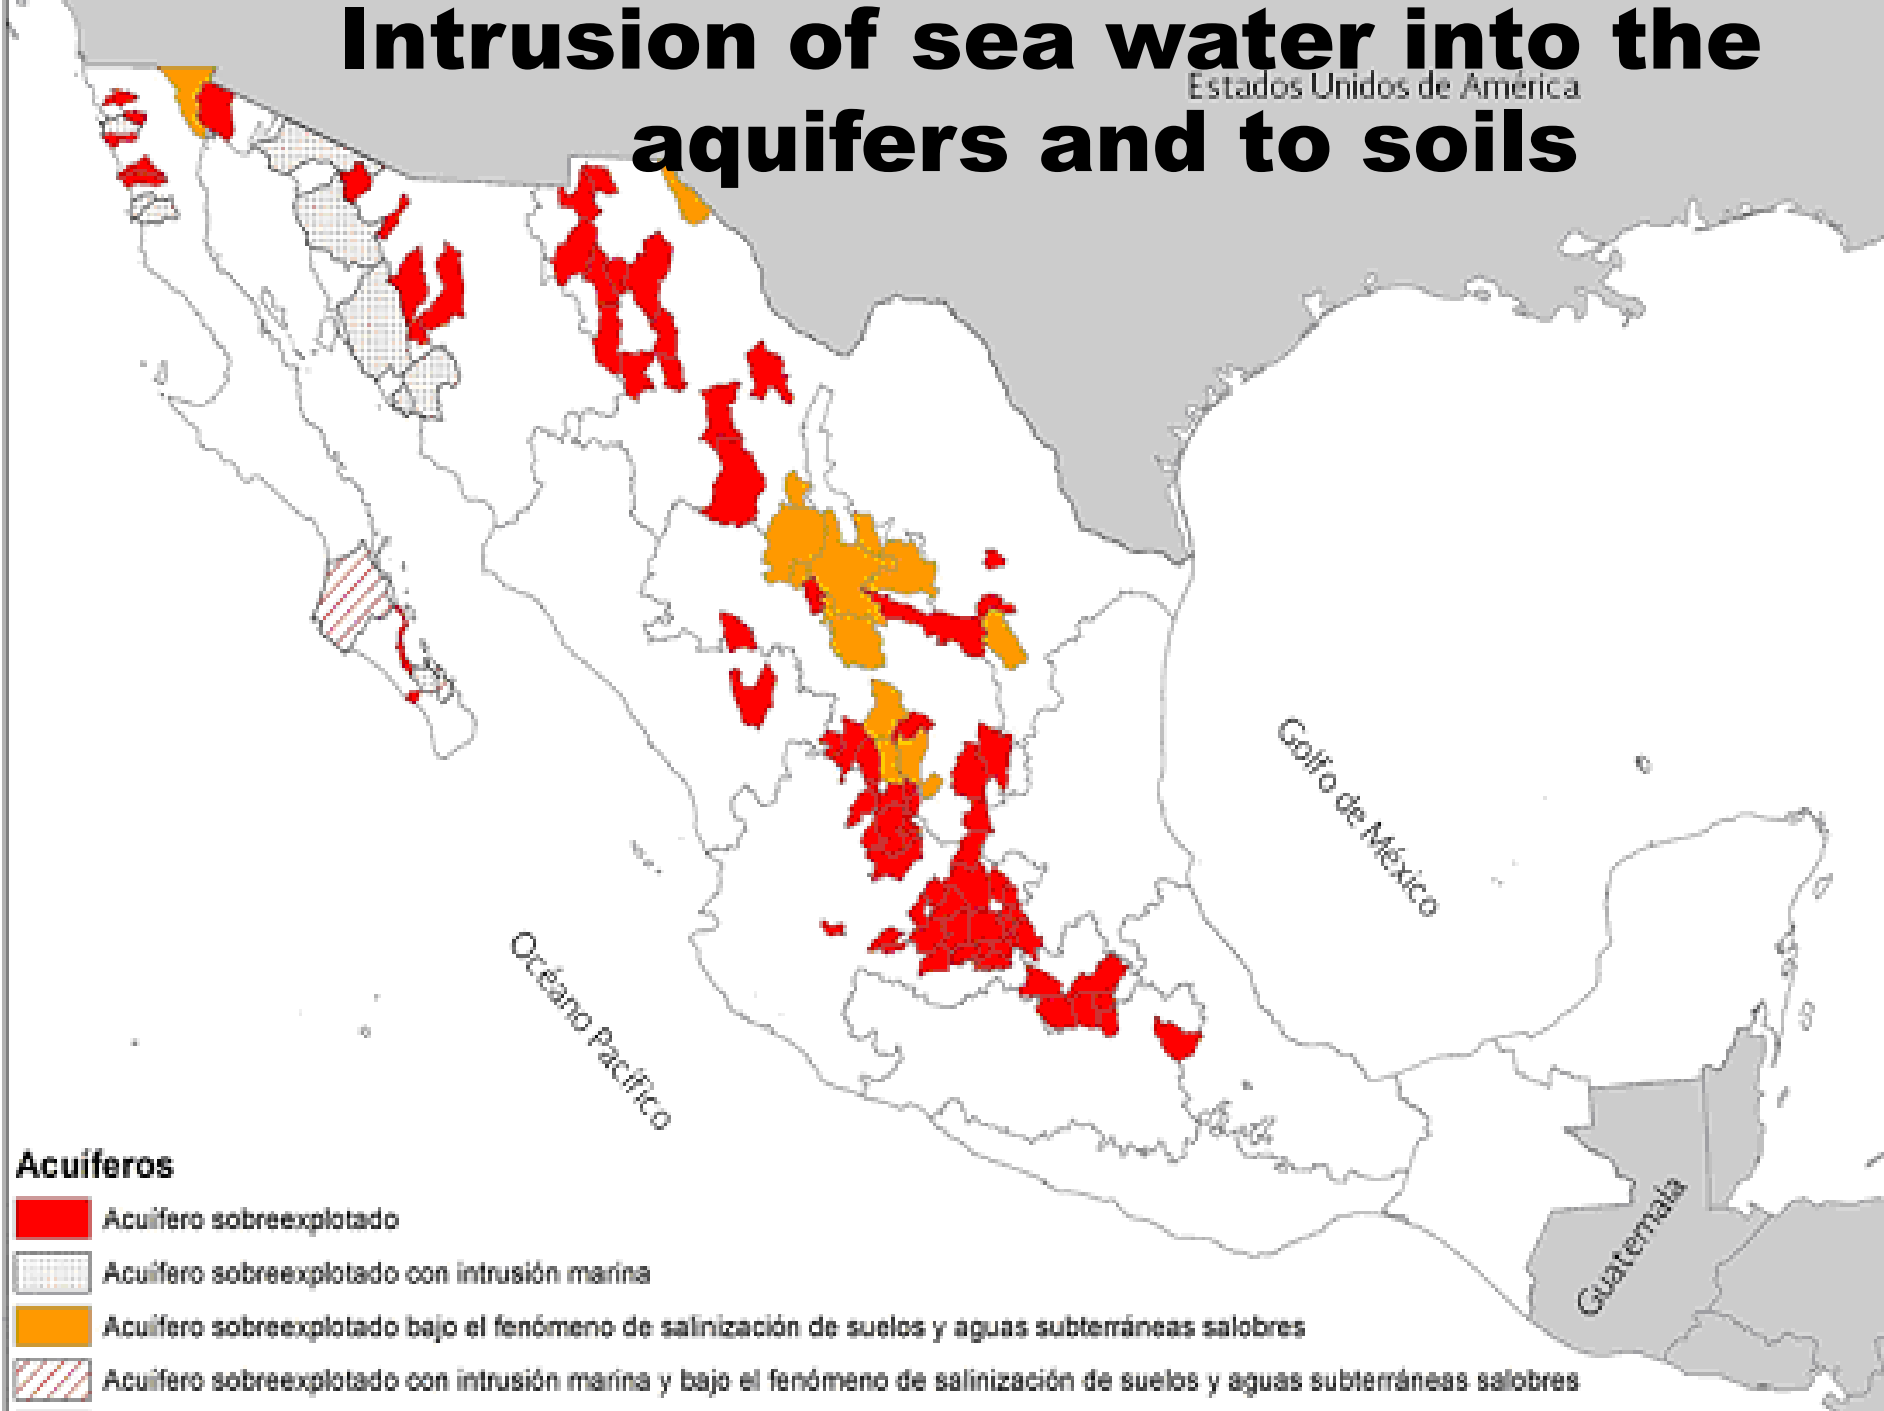 Intrusion of sea water into the
Estados Unidos de América
aquifers and to soils
Golfo de México
Océano Pacífico
Guatemala
Acuíferos
Acuífero sobreexplotado
Acuífero sobreexplotado con intrusión marina
Acuífero sobreexplotado bajo el fenómeno de salinización de suelos y aguas subterráneas salobres
Acuífero sobreexplotado con intrusión marina y bajo el fenómeno de salinización de suelos y aguas subterráneas salobres